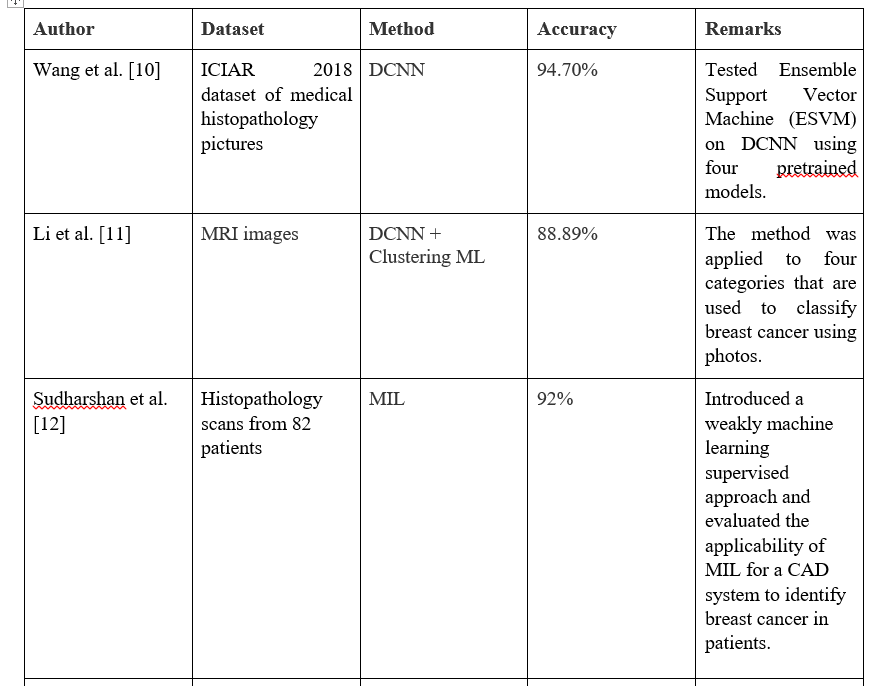 Author Dataset Method Accuracy Remarks
Wang et al. [10]
ICIAR 2018
dataset of medical
histopathology
pictures
DCNN
94.70%
Tested Ensemble
Support Vector
Machine (ESVM)
on DCNN using
four pretrained
models.
Li et al. [11]
MRI images
DCNN +
Clustering ML
88.89%
The method was
applied to four
categories that are
used to classify
breast cancer using
photos.
Sudharshan et al.
[12]
Histopathology
scans from 82
patients
MIL
92%
Introduced a
weakly machine
learning
supervised
approach and
evaluated the
applicability of
MIL for a CAD
system to identify
breast cancer in
patients.